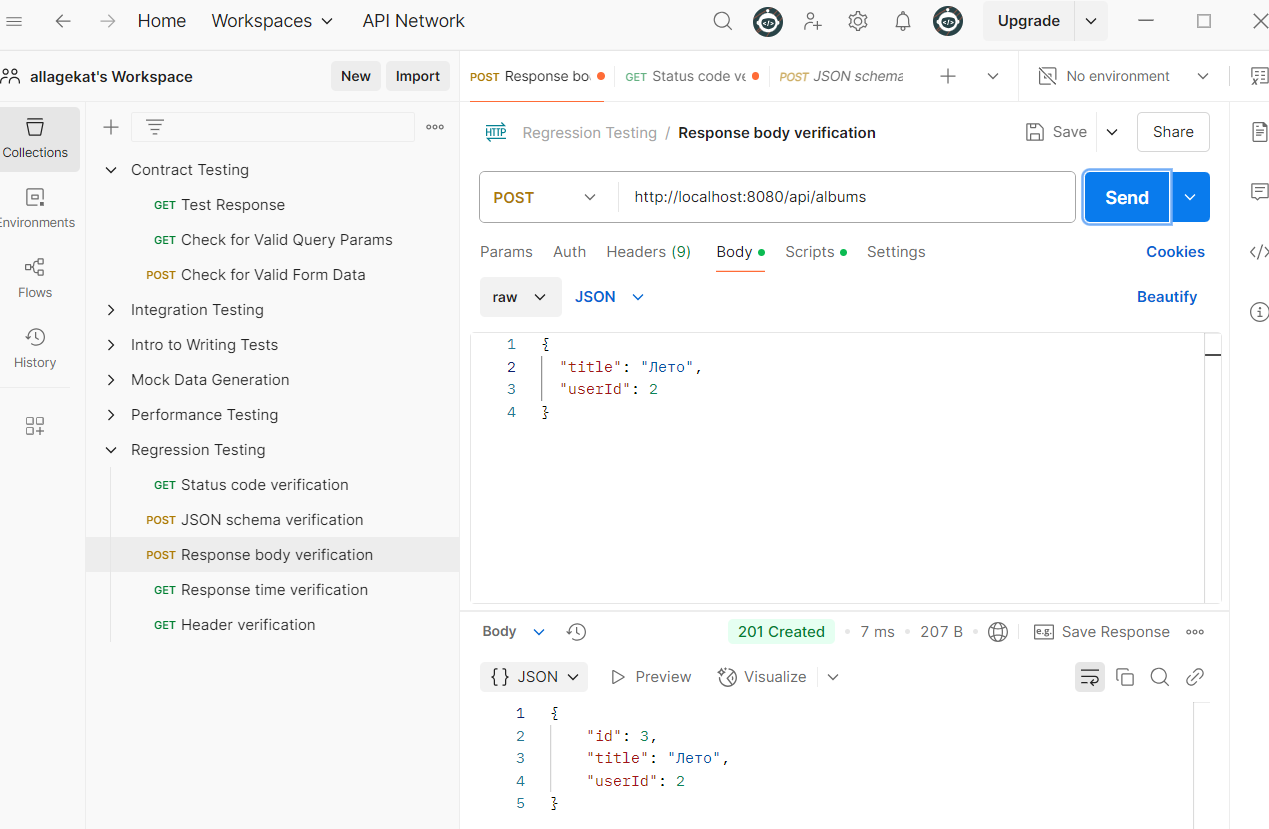 Home Workspaces API Network Upgrade
allagekat's Workspace New Import POST Response bo GET Status code ve POST JSON schema No environment
Collections
Environments
Flows
History
Contract Testing
GET Test Response
GET Check for Valid Query Params
POST Check for Valid Form Data
Integration Testing
Intro to Writing Tests
Mock Data Generation
Performance Testing
Regression Testing
GET Status code verification
POST JSON schema verification
POST Response body verification
GET Response time verification
GET Header verification
HTTP Regression Testing / Response body verification Save Share
POST http://localhost:8080/api/albums Send
Params Auth Headers (9) Body Scripts Settings Cookies
raw JSON Beautify
1 {
2 "title": "Лето",
3 "userId": 2
4 }
Body 201 Created 7 ms 207 B e.g. Save Response
{} JSON Preview Visualize
1 {
2 "id": 3,
3 "title": "Лето",
4 "userId": 2
5 }